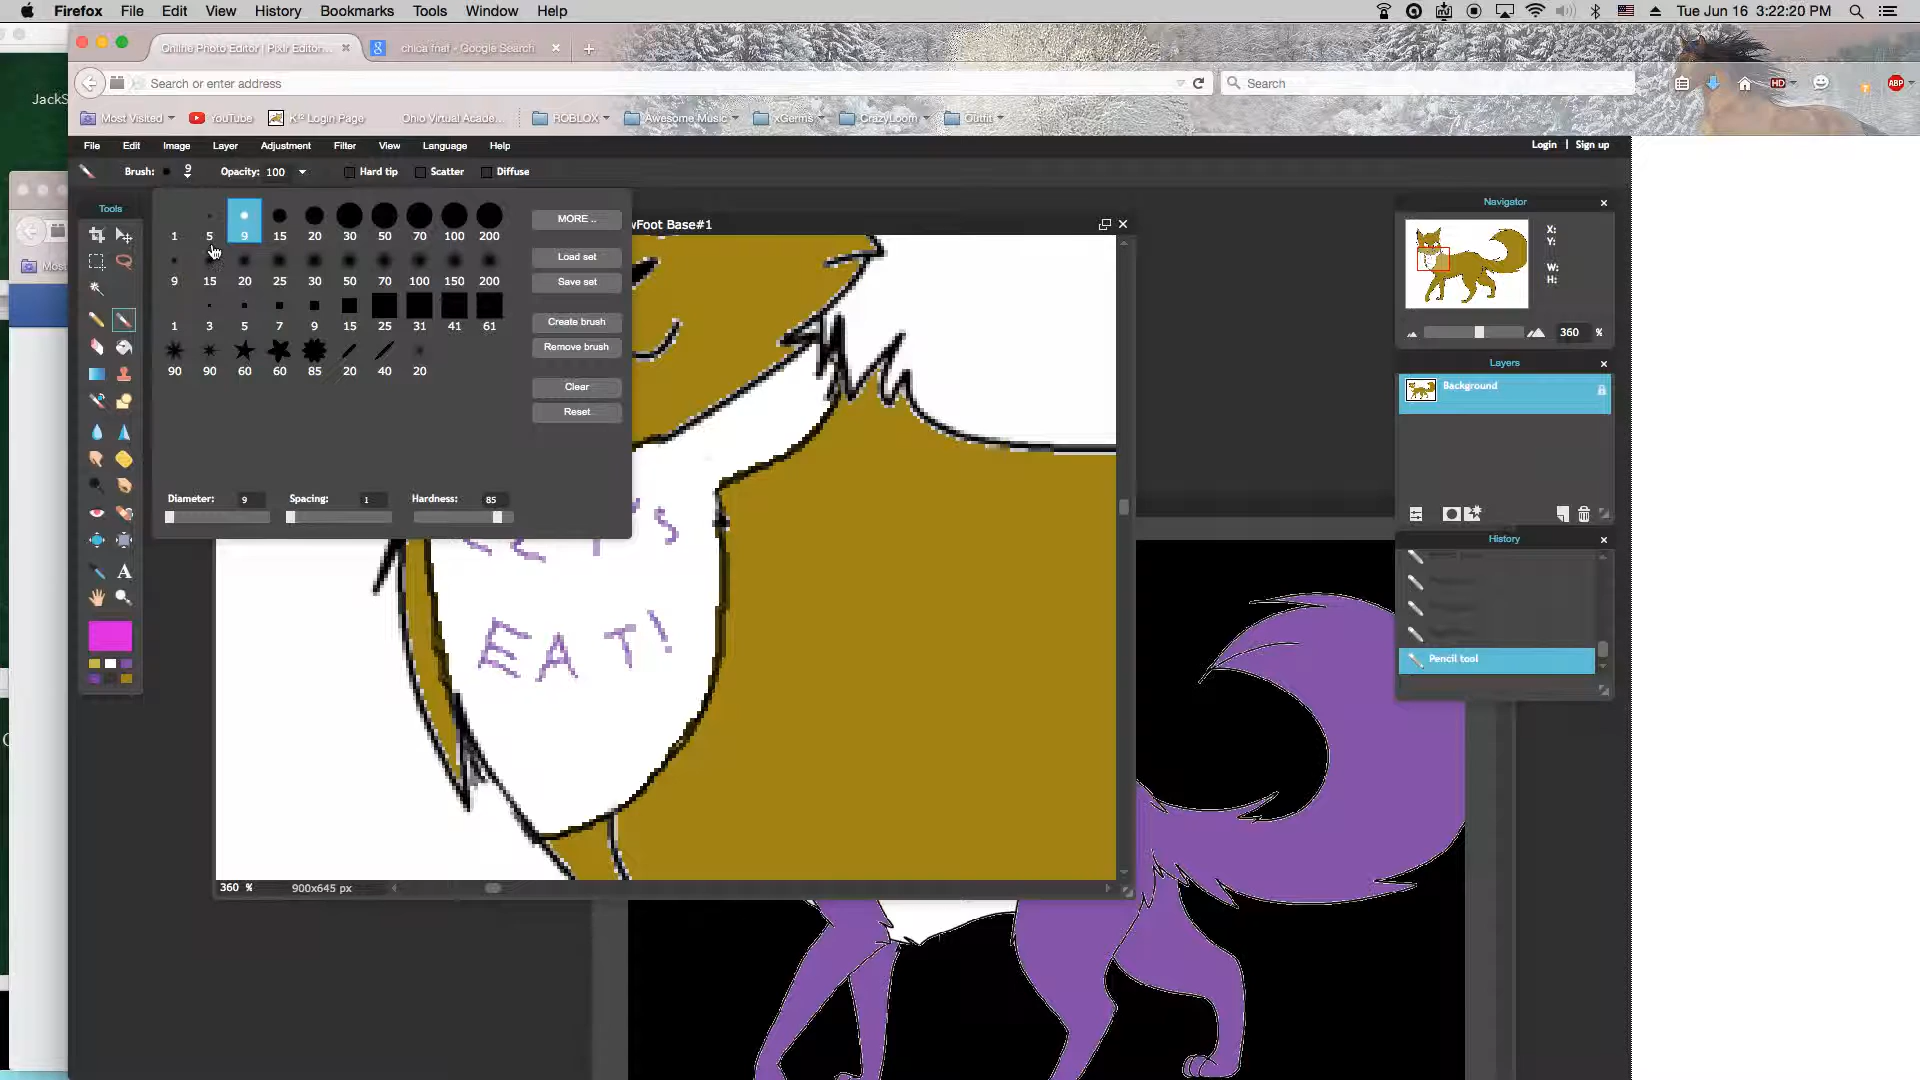 Firefox File Edit View History Bookmarks Tools Window Help Tue Jun 16 3:22:20 PM
Online Photo Editor | Pixlr Editor... chica fnaf - Google Search
JackS
Search or enter address Search HD ABP
Most Visited YouTube K¹² Login Page Ohio Virtual Acade... ROBLOX Awesome Music xGerms CrazyLoom Outfit
File Edit Image Layer Adjustment Filter View Language Help Login | Sign up
Brush: 9 Opacity: 100 Hard tip Scatter Diffuse
Tools
1 5 9 15 20 30 50 70 100 200
9 15 20 25 30 50 70 100 150 200
1 3 5 7 9 15 25 31 41 61
90 90 60 60 85 20 40 20
MORE ..
Load set
Save set
Create brush
Remove brush
Clear
Reset
Diameter: 9 Spacing: 1 Hardness: 85
wFoot Base#1
EAT!
360 % 900x645 px
Navigator
X:
Y:
W:
H:
360 %
Layers
Background
History
Pencil tool
Most